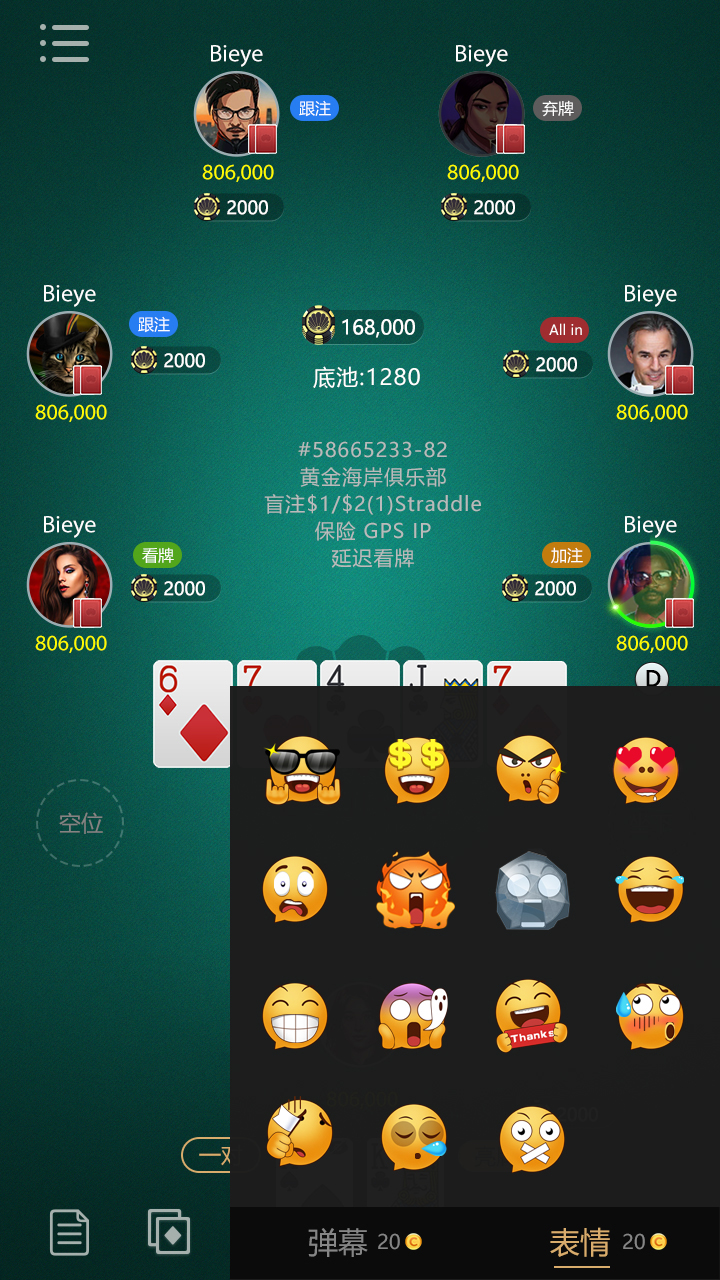 Bieye Bieye
跟注 弃牌
806,000 806,000
2000 2000
Bieye Bieye
跟注 168,000 All in
2000 2000
底池:1280
806,000 806,000
#58665233-82
黄金海岸俱乐部
盲注$1/$2(1)Straddle
保险 GPS IP
延迟看牌
Bieye Bieye
看牌 加注
2000 2000
806,000 806,000
6 7 4 J 7 D
空位
Thanks
806,000
2000
一对
弹幕 20 C 表情 20 C